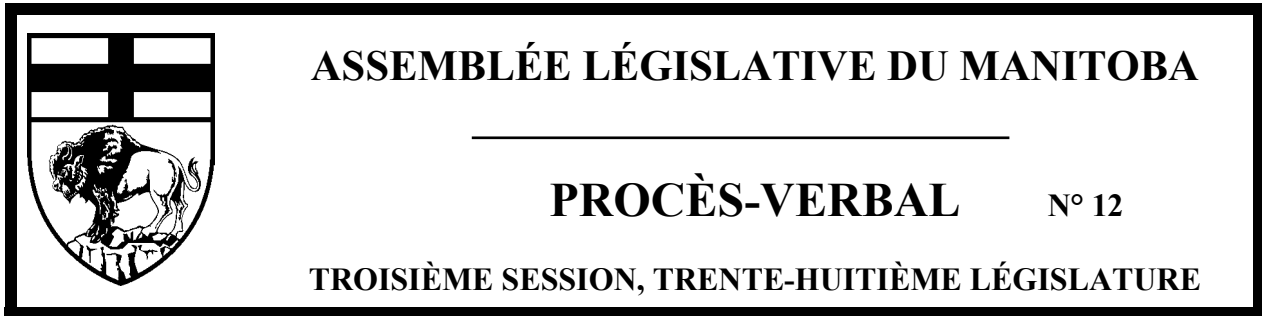 ASSEMBLÉE LÉGISLATIVE DU MANITOBA
PROCÈS-VERBAL N° 12
TROISIÈME SESSION, TRENTE-HUITIÈME LÉGISLATURE